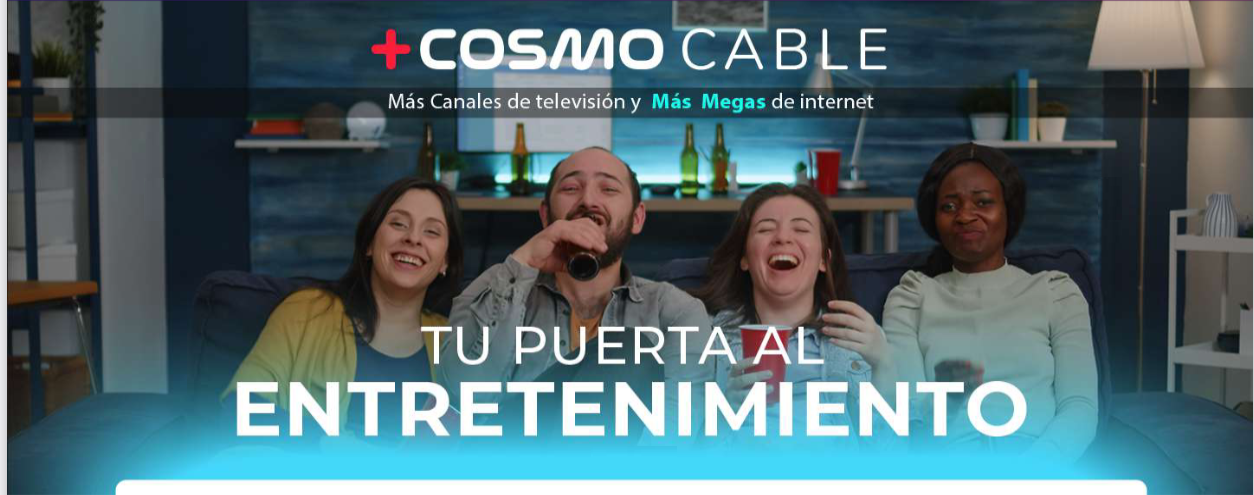 +COSMO CABLE
Más Canales de televisión y Más Megas de internet
TU PUERTA AL
ENTRETENIMIENTO